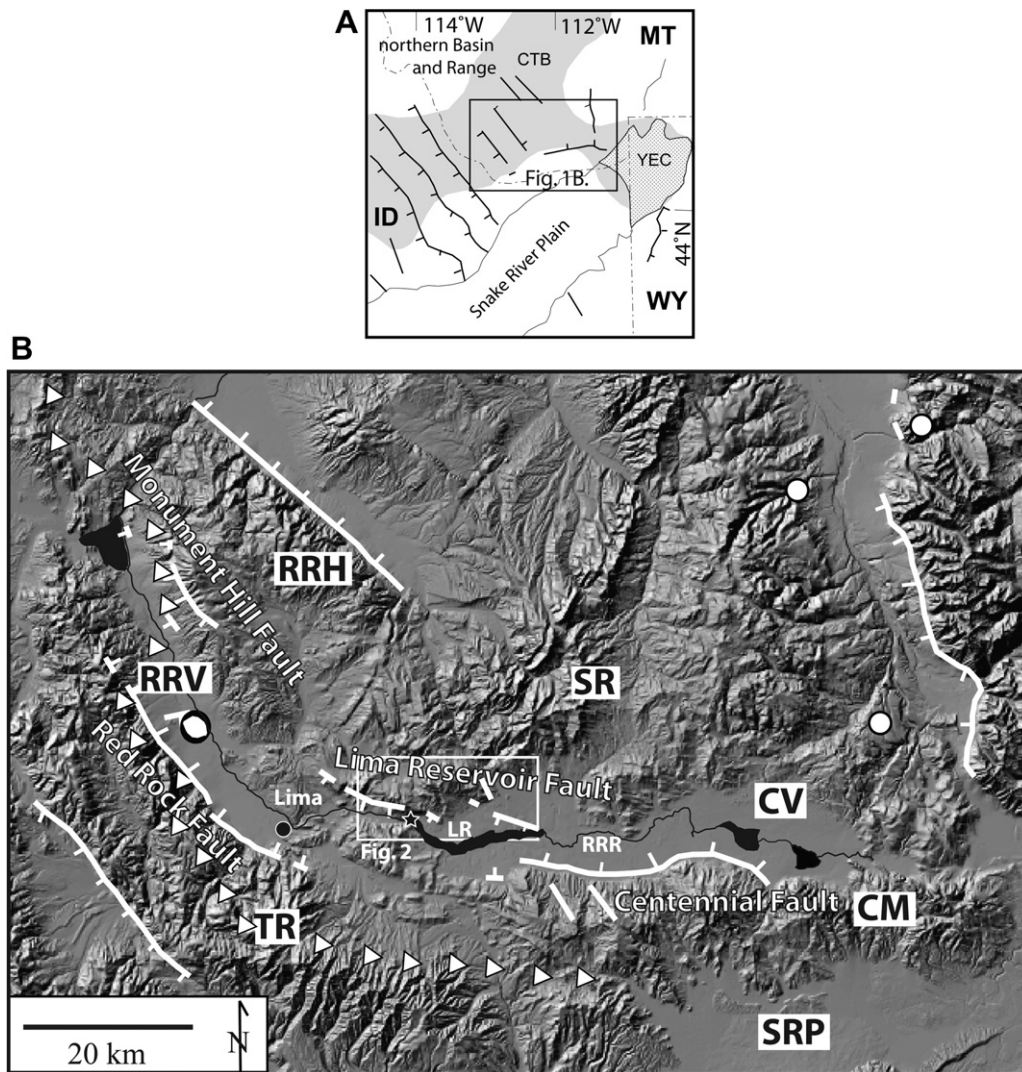 A
114°W
112°W
MT
northern Basin
and Range
CTB
YEC
Fig. 1B.
ID
Snake River Plain
44°N
WY
B
Monument Hill Fault
RRH
RRV
SR
Red Rock Fault
Lima Reservoir Fault
Lima
CV
LR
RRR
Fig. 2
Centennial Fault
CM
TR
SRP
20 km
N